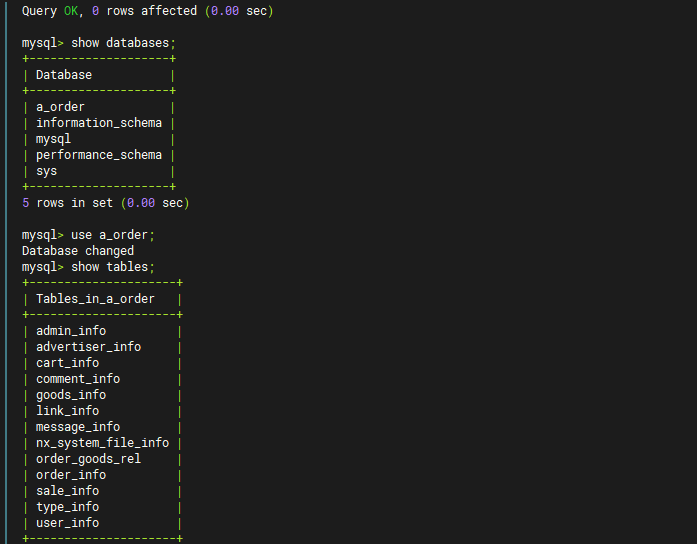 Query OK, 0 rows affected (0.00 sec)
mysql> show databases;
+--------------------+
| Database           |
+--------------------+
| a_order            |
| information_schema |
| mysql              |
| performance_schema |
| sys                |
+--------------------+
5 rows in set (0.00 sec)
mysql> use a_order;
Database changed
mysql> show tables;
+---------------------+
| Tables_in_a_order   |
+---------------------+
| admin_info          |
| advertiser_info     |
| cart_info           |
| comment_info        |
| goods_info          |
| link_info           |
| message_info        |
| nx_system_file_info |
| order_goods_rel     |
| order_info          |
| sale_info           |
| type_info           |
| user_info           |
+---------------------+